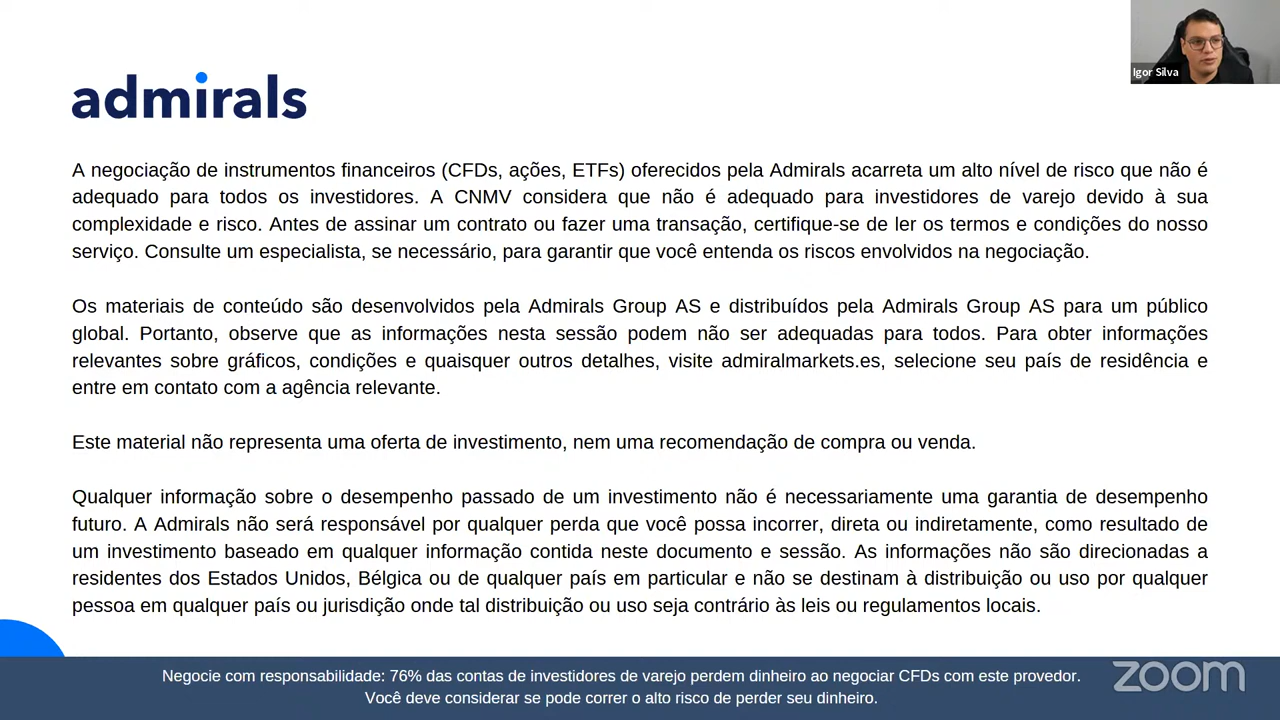 Igor Silva
admirals
A negociação de instrumentos financeiros (CFDs, ações, ETFs) oferecidos pela Admirals acarreta um alto nível de risco que não é
adequado para todos os investidores. A CNMV considera que não é adequado para investidores de varejo devido à sua
complexidade e risco. Antes de assinar um contrato ou fazer uma transação, certifique-se de ler os termos e condições do nosso
serviço. Consulte um especialista, se necessário, para garantir que você entenda os riscos envolvidos na negociação.
Os materiais de conteúdo são desenvolvidos pela Admirals Group AS e distribuídos pela Admirals Group AS para um público
global. Portanto, observe que as informações nesta sessão podem não ser adequadas para todos. Para obter informações
relevantes sobre gráficos, condições e quaisquer outros detalhes, visite admiralmarkets.es, selecione seu país de residência e
entre em contato com a agência relevante.
Este material não representa uma oferta de investimento, nem uma recomendação de compra ou venda.
Qualquer informação sobre o desempenho passado de um investimento não é necessariamente uma garantia de desempenho
futuro. A Admirals não será responsável por qualquer perda que você possa incorrer, direta ou indiretamente, como resultado de
um investimento baseado em qualquer informação contida neste documento e sessão. As informações não são direcionadas a
residentes dos Estados Unidos, Bélgica ou de qualquer país em particular e não se destinam à distribuição ou uso por qualquer
pessoa em qualquer país ou jurisdição onde tal distribuição ou uso seja contrário às leis ou regulamentos locais.
Negocie com responsabilidade: 76% das contas de investidores de varejo perdem dinheiro ao negociar CFDs com este provedor.
Você deve considerar se pode correr o alto risco de perder seu dinheiro.
zoom